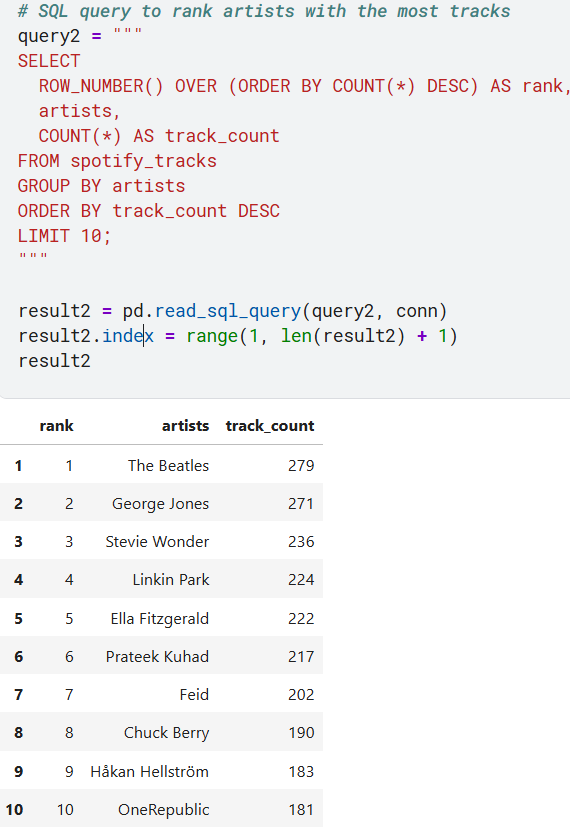 # SQL query to rank artists with the most tracks
query2 = """
SELECT
  ROW_NUMBER() OVER (ORDER BY COUNT(*) DESC) AS rank,
  artists,
  COUNT(*) AS track_count
FROM spotify_tracks
GROUP BY artists
ORDER BY track_count DESC
LIMIT 10;
"""
result2 = pd.read_sql_query(query2, conn)
result2.index = range(1, len(result2) + 1)
result2
rank artists track_count
1 1 The Beatles 279
2 2 George Jones 271
3 3 Stevie Wonder 236
4 4 Linkin Park 224
5 5 Ella Fitzgerald 222
6 6 Prateek Kuhad 217
7 7 Feid 202
8 8 Chuck Berry 190
9 9 Håkan Hellström 183
10 10 OneRepublic 181